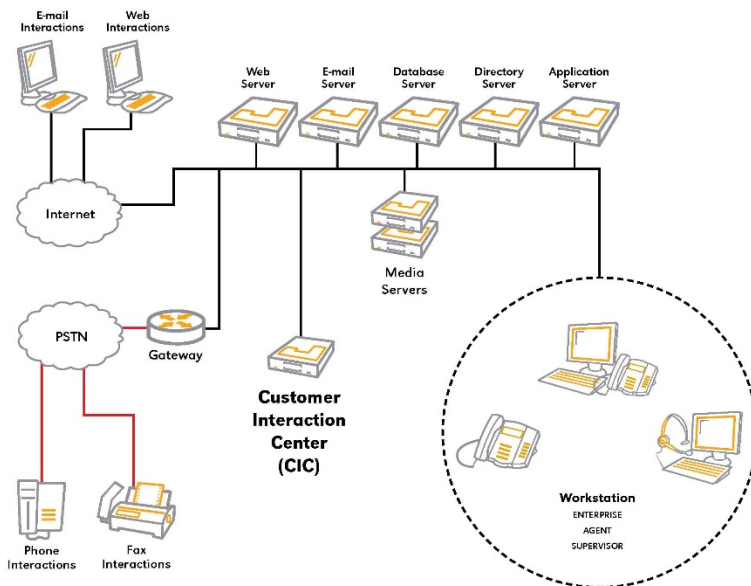 E-mail
Interactions
Web
Interactions
Web
Server
E-mail
Server
Database
Server
Directory
Server
Application
Server
Internet
Media
Servers
PSTN
Gateway
Customer
Interaction
Center
(CIC)
Phone
Interactions
Fax
Interactions
Workstation
ENTERPRISE
AGENT
SUPERVISOR